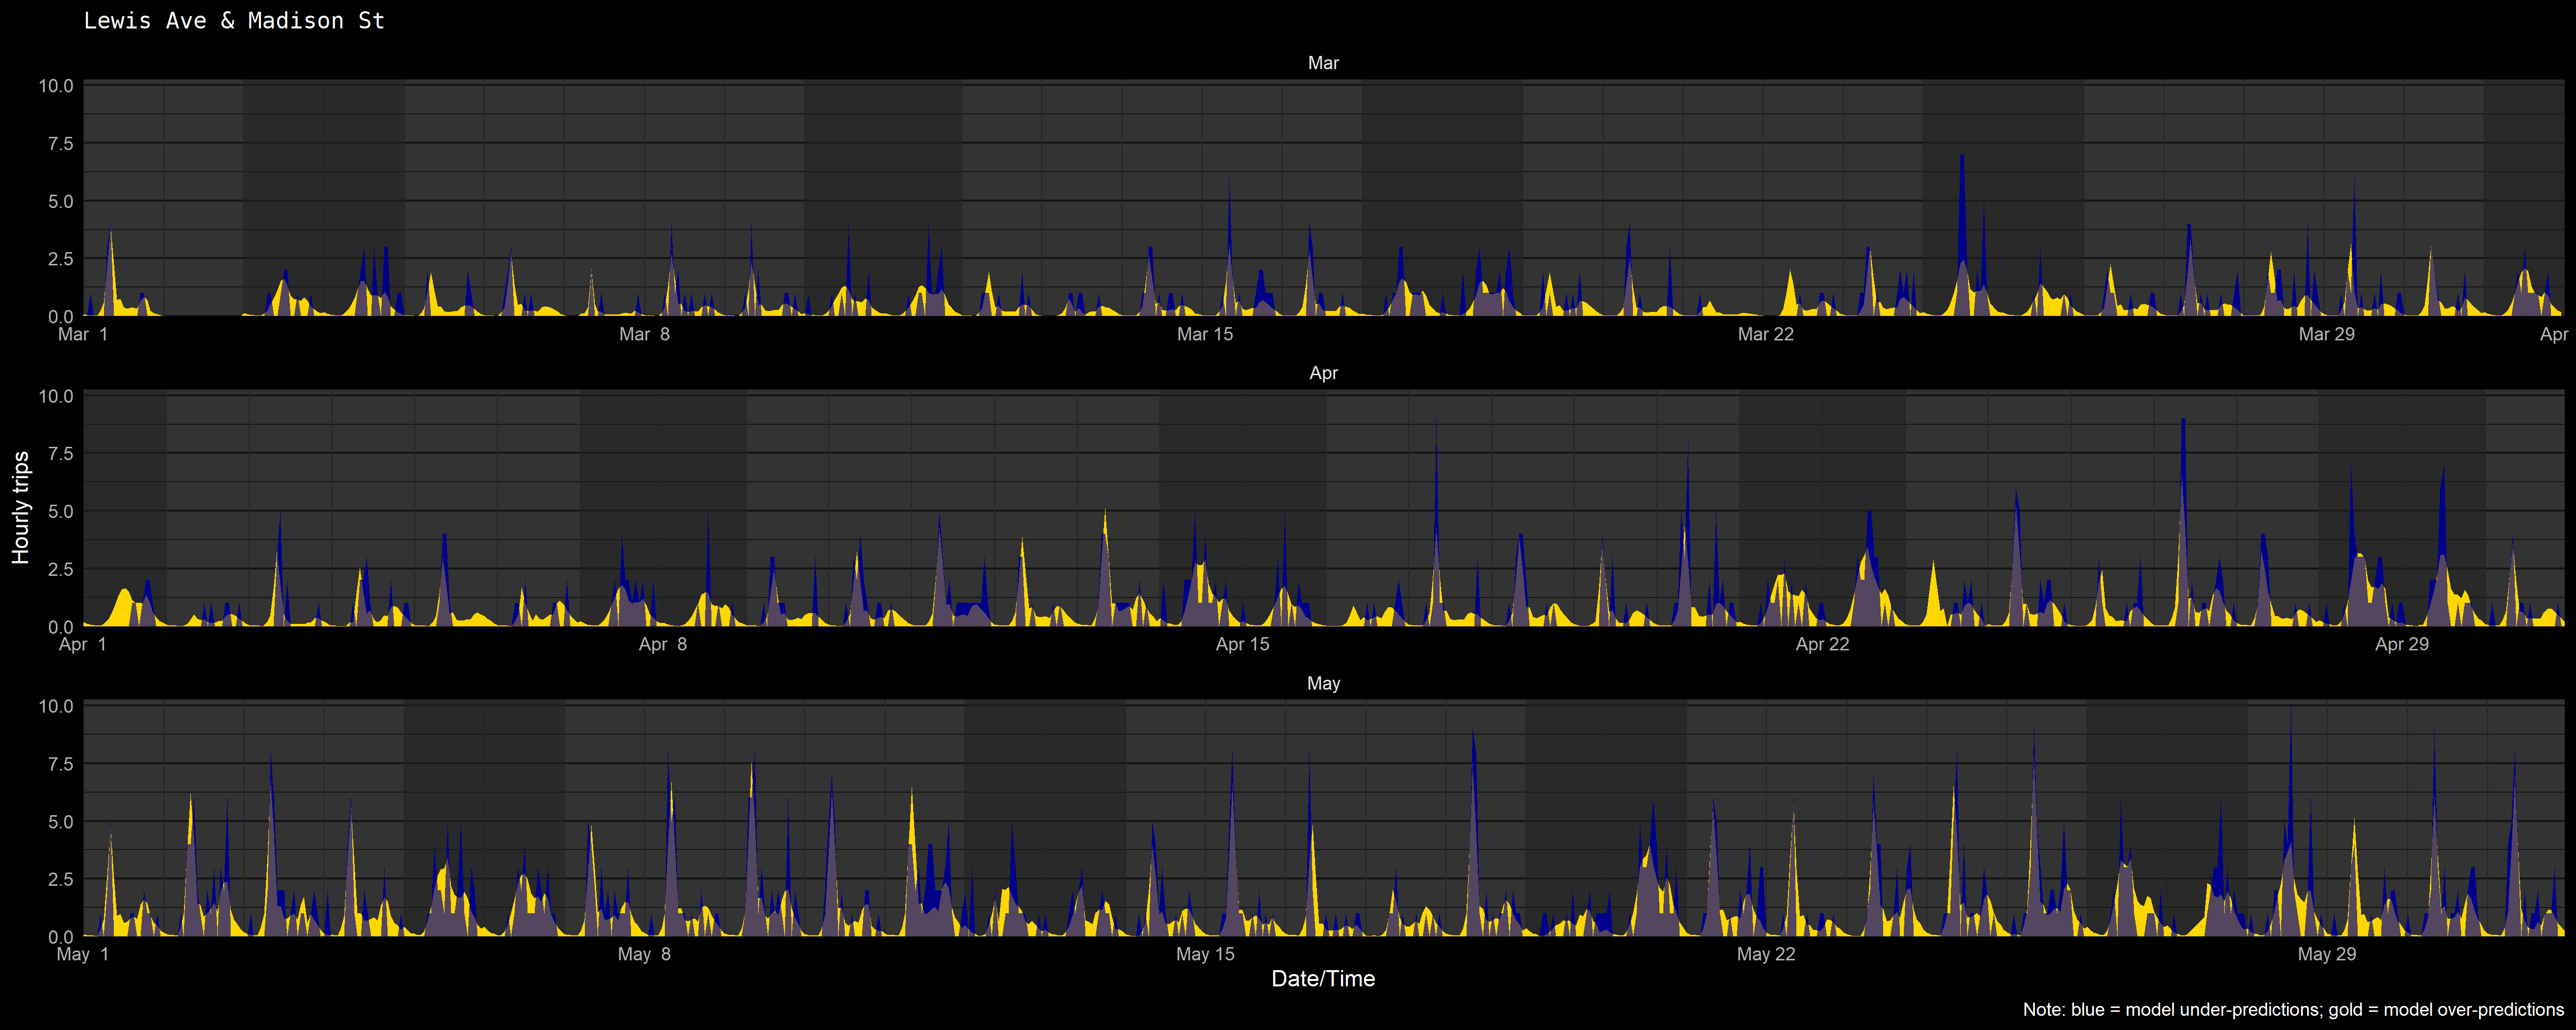 Lewis Ave & Madison St
Mar
10.0
7.5
5.0
2.5
0.0
Mar 1
Mar 8
Mar 15
Mar 22
Mar 29
Apr
Apr
Hourly trips
10.0
7.5
5.0
2.5
0.0
Apr 1
Apr 8
Apr 15
Apr 22
Apr 29
May
10.0
7.5
5.0
2.5
0.0
May 1
May 8
May 15
May 22
May 29
Date/Time
Note: blue = model under-predictions; gold = model over-predictions